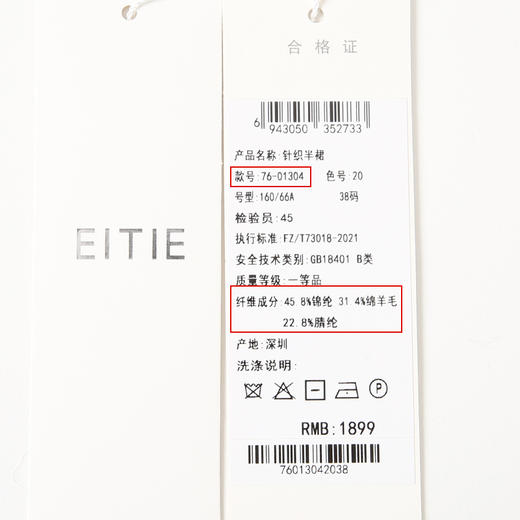 EITIE
合格证
6 943050 352733
产品名称:针织半裙
款号:76-01304 色号:20
号型:160/66A 38码
检验员:45
执行标准:FZ/T73018-2021
安全技术类别:GB18401 B类
质量等级:一等品
纤维成分:45.8%锦纶 31.4%绵羊毛
22.8%腈纶
产地:深圳
洗涤说明:
P
RMB:1899
76013042038